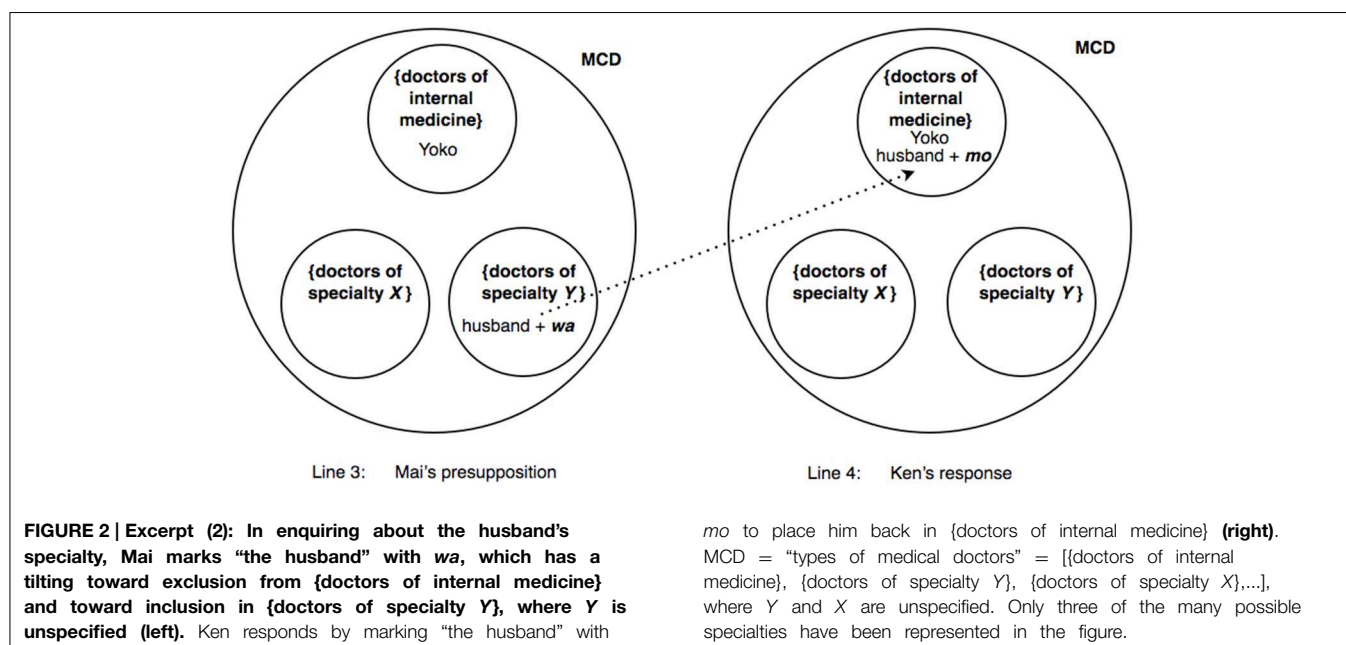 MCD
{doctors of
internal
medicine}
Yoko
{doctors of
specialty X}
{doctors of
specialty Y}
husband + wa
MCD
{doctors of
internal
medicine}
Yoko
husband + mo
{doctors of
specialty X}
{doctors of
specialty Y}
Line 3: Mai's presupposition
Line 4: Ken's response
FIGURE 2 | Excerpt (2): In enquiring about the husband's
specialty, Mai marks “the husband” with wa, which has a
tilting toward exclusion from {doctors of internal medicine}
and toward inclusion in {doctors of specialty Y}, where Y is
unspecified (left). Ken responds by marking “the husband” with
mo to place him back in {doctors of internal medicine} (right).
MCD = “types of medical doctors” = [{doctors of internal
medicine}, {doctors of specialty Y}, {doctors of specialty X},...],
where Y and X are unspecified. Only three of the many possible
specialties have been represented in the figure.